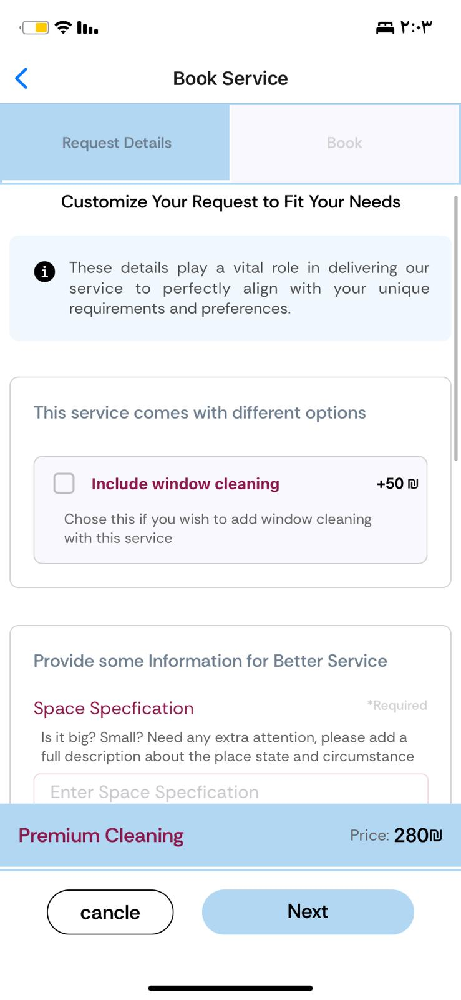 ٢:٠٣
Book Service
Request Details
Book
Customize Your Request to Fit Your Needs
These details play a vital role in delivering our
service to perfectly align with your unique
requirements and preferences.
This service comes with different options
Include window cleaning +50 ₪
Chose this if you wish to add window cleaning
with this service
Provide some Information for Better Service
Space Specfication *Required
Is it big? Small? Need any extra attention, please add a
full description about the place state and circumstance
Enter Space Specfication
Premium Cleaning Price: 280₪
cancle Next